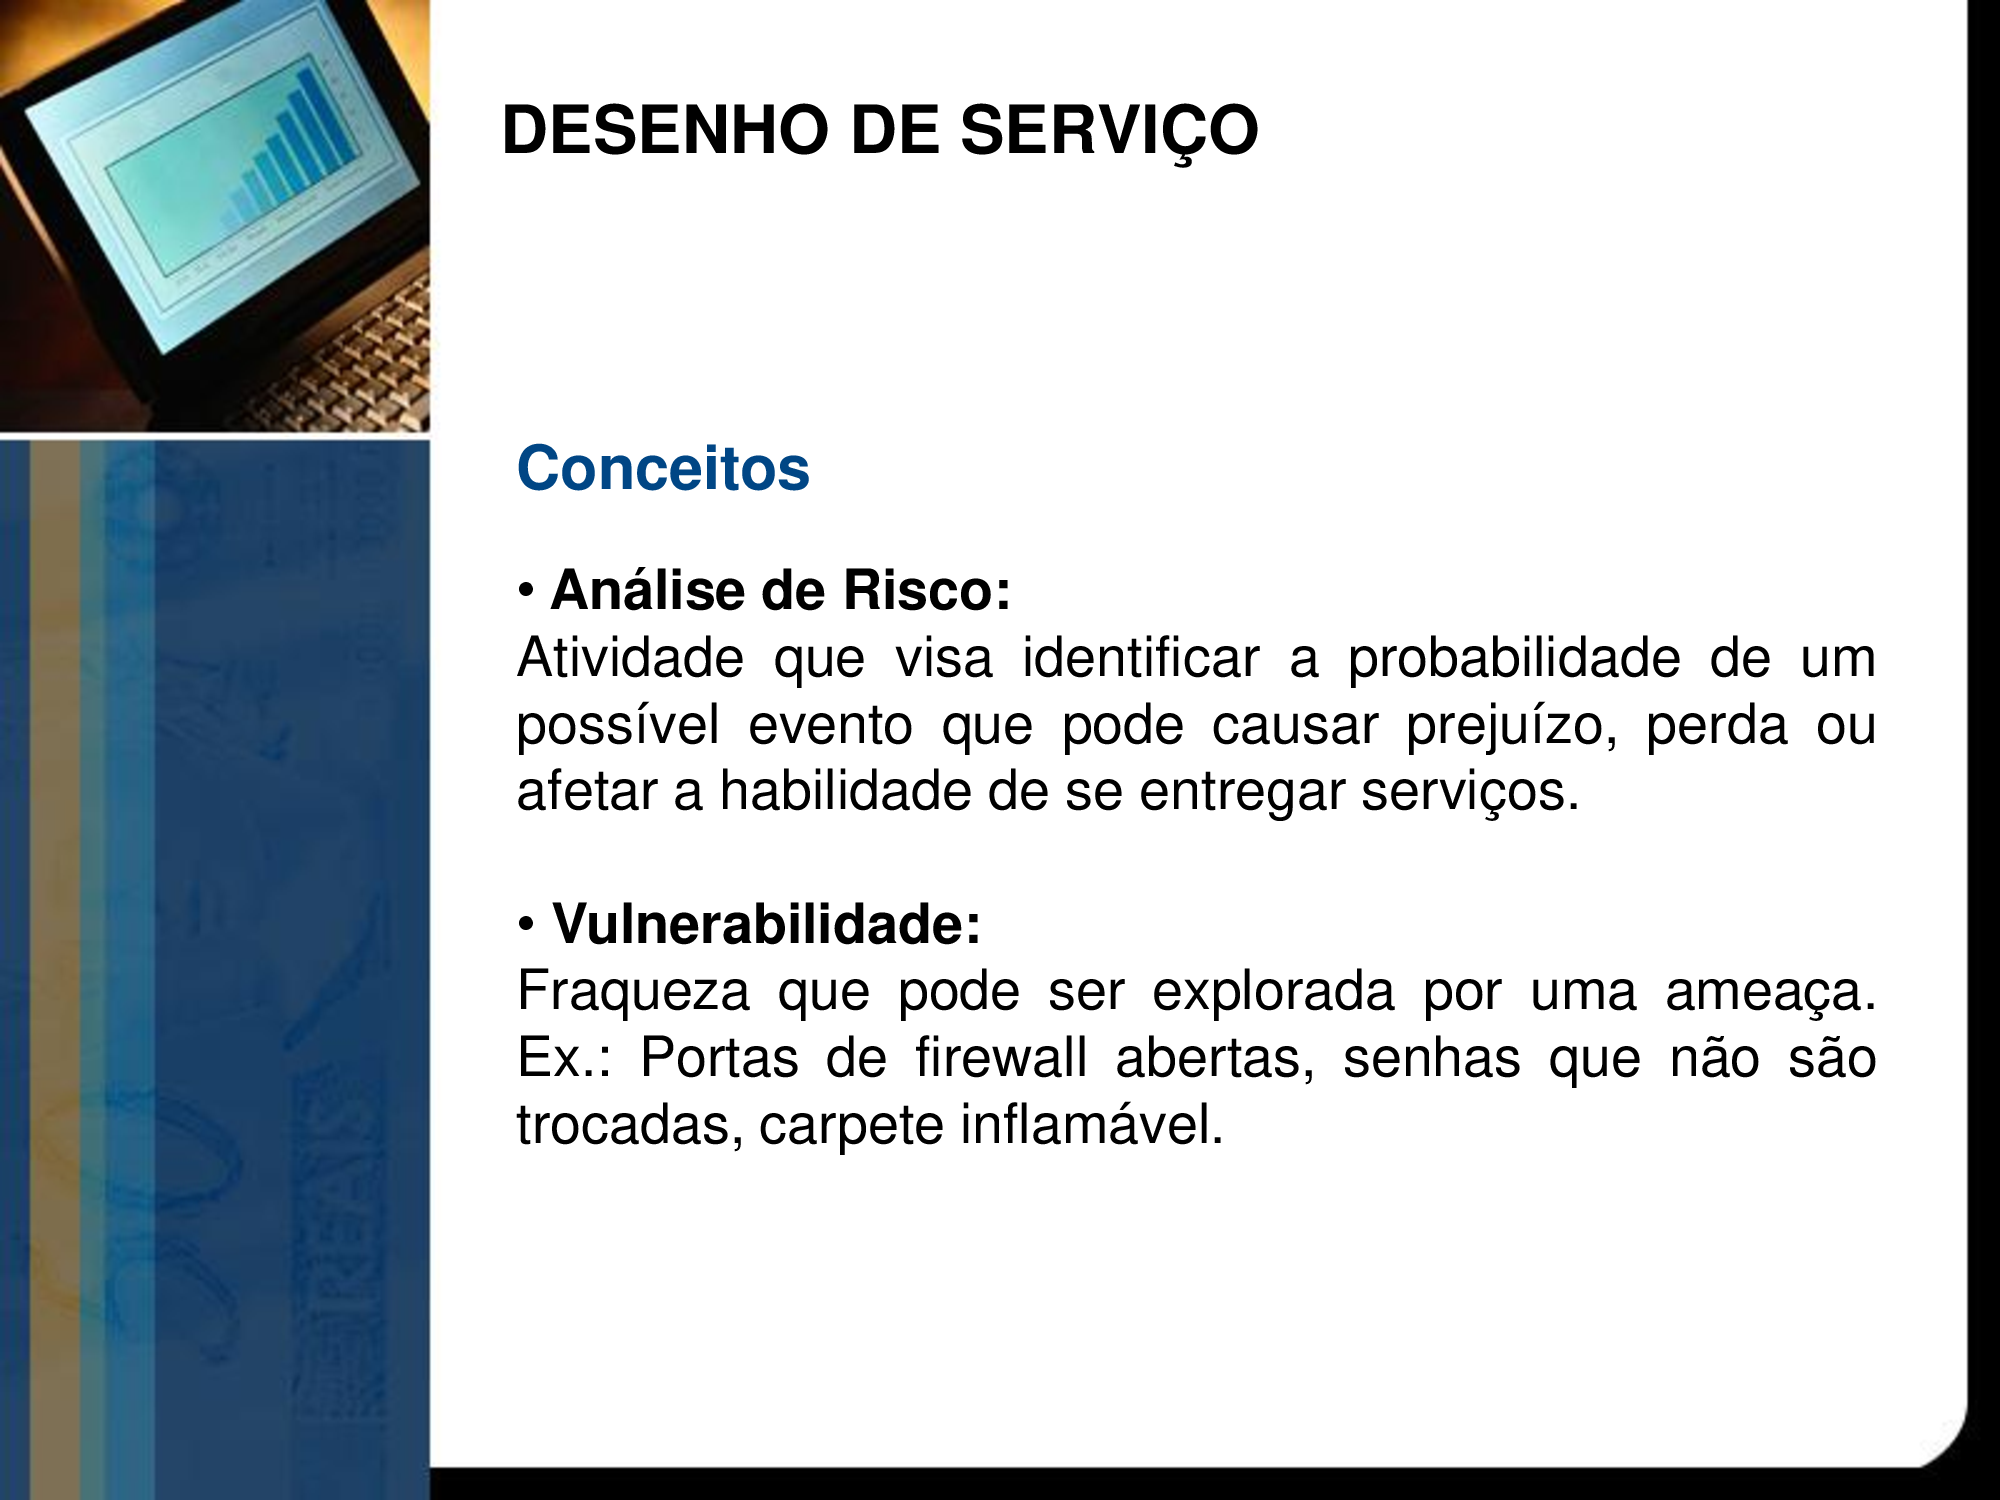 DESENHO DE SERVIÇO
Conceitos
• Análise de Risco:
Atividade que visa identificar a probabilidade de um
possível evento que pode causar prejuízo, perda ou
afetar a habilidade de se entregar serviços.
• Vulnerabilidade:
Fraqueza que pode ser explorada por uma ameaça.
Ex.: Portas de firewall abertas, senhas que não são
trocadas, carpete inflamável.
REAIS